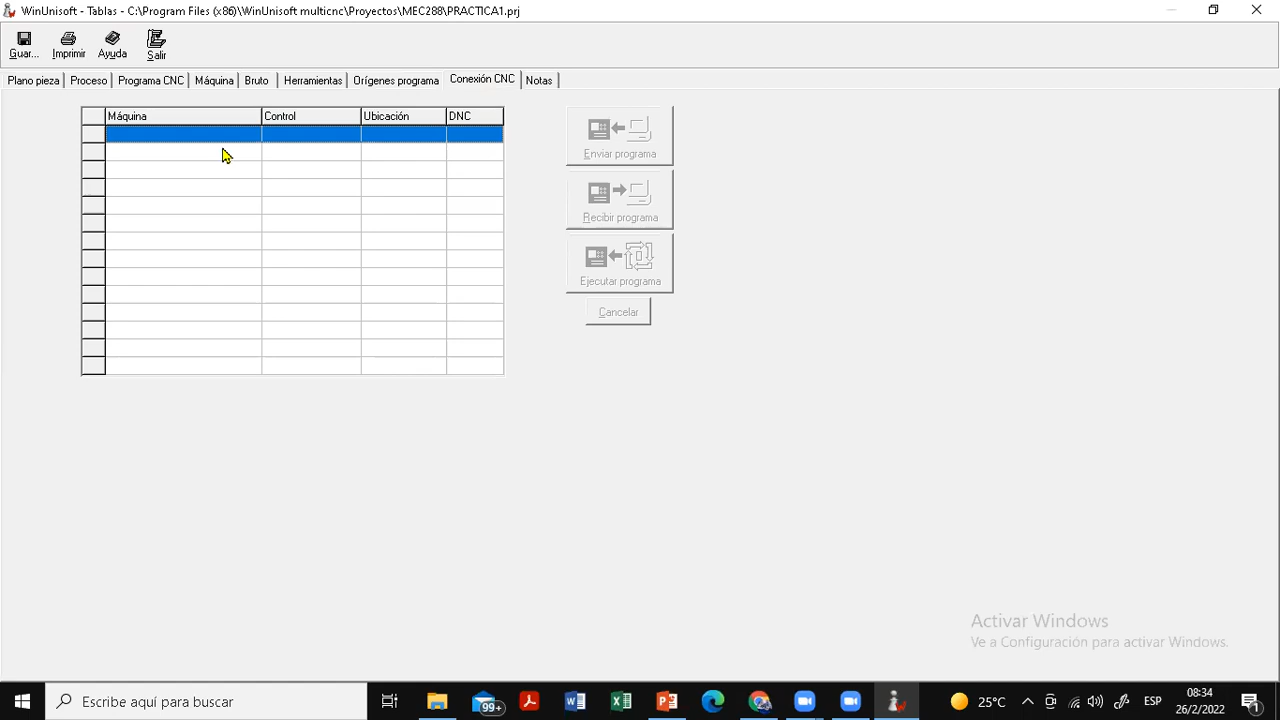 WinUnisoft - Tablas - C:\Program Files (x86)\WinUnisoft multicnc\Proyectos\MEC288\PRACTICA1.prj
Guar... Imprimir Ayuda Salir
Plano pieza Proceso Programa CNC Máquina Bruto Herramientas Orígenes programa Conexión CNC Notas
Máquina Control Ubicación DNC
Enviar programa
Recibir programa
Ejecutar programa
Cancelar
Activar Windows
Ve a Configuración para activar Windows.
Escribe aquí para buscar
99+
25°C
ESP
08:34
26/2/2022
1